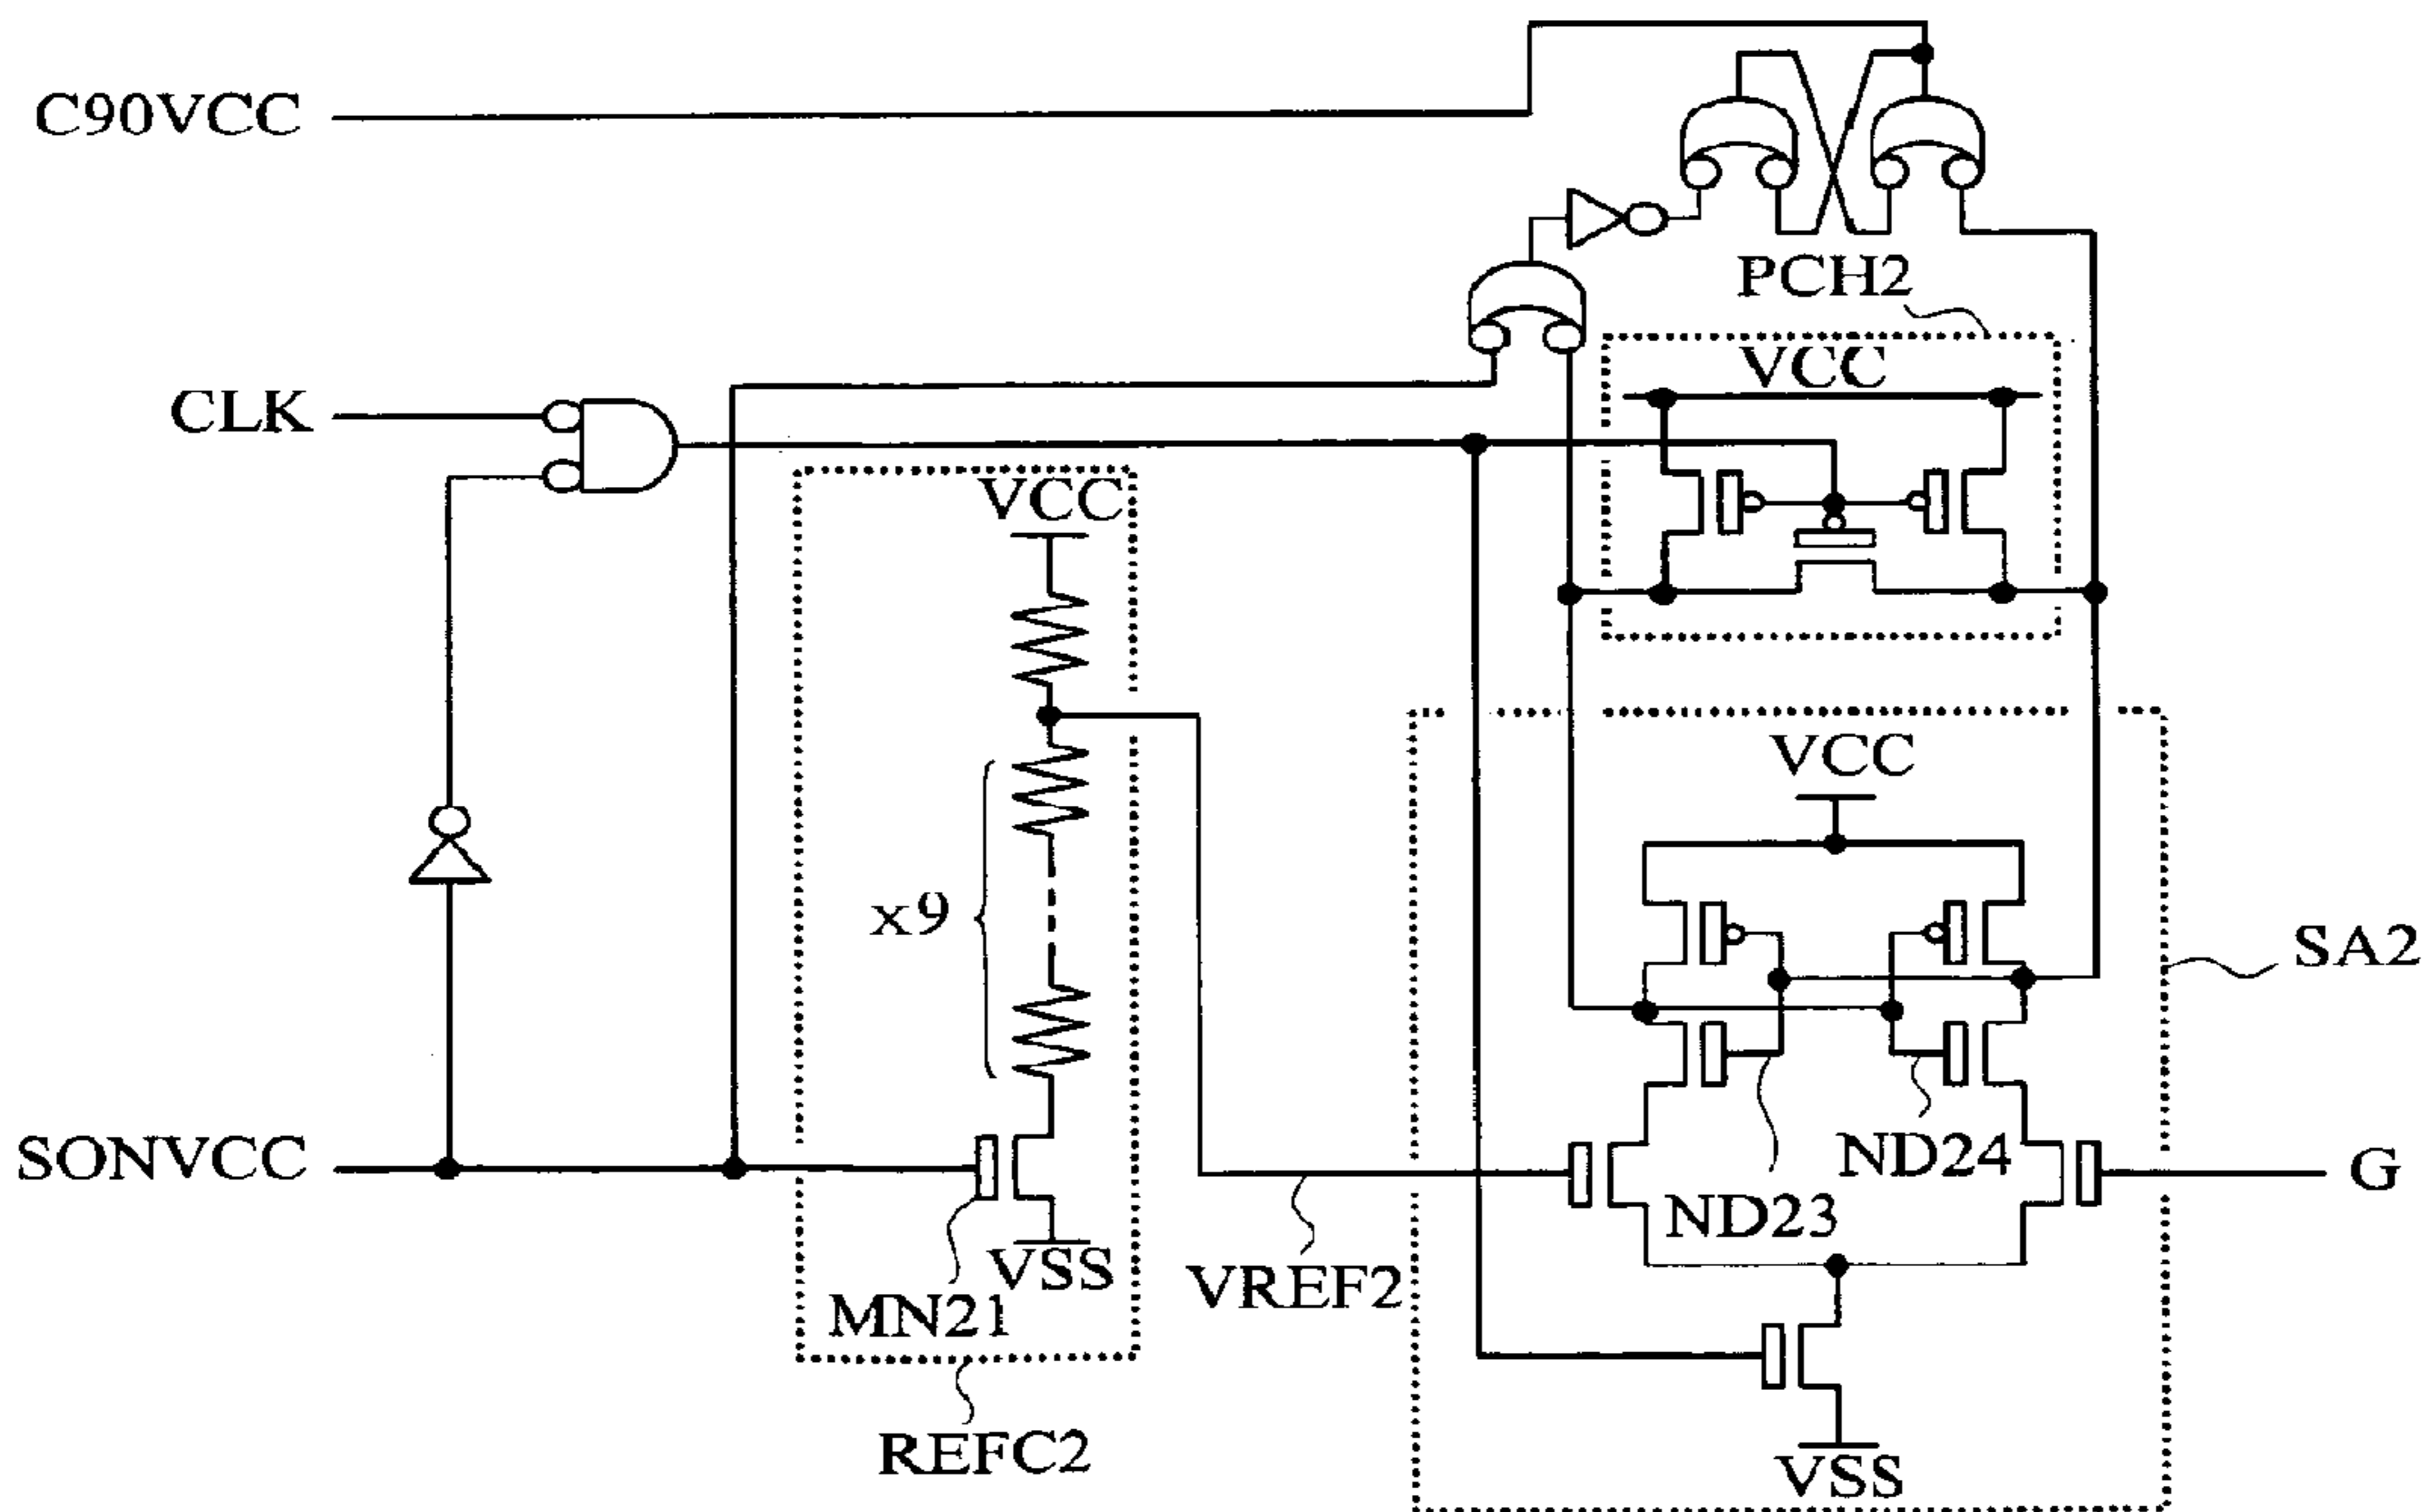 C90VCC
PCH2
VCC
CLK
VCC
VCC
x9
SA2
SONVCC
ND24
G
ND23
VSS
VREF2
MN21
REFC2
VSS